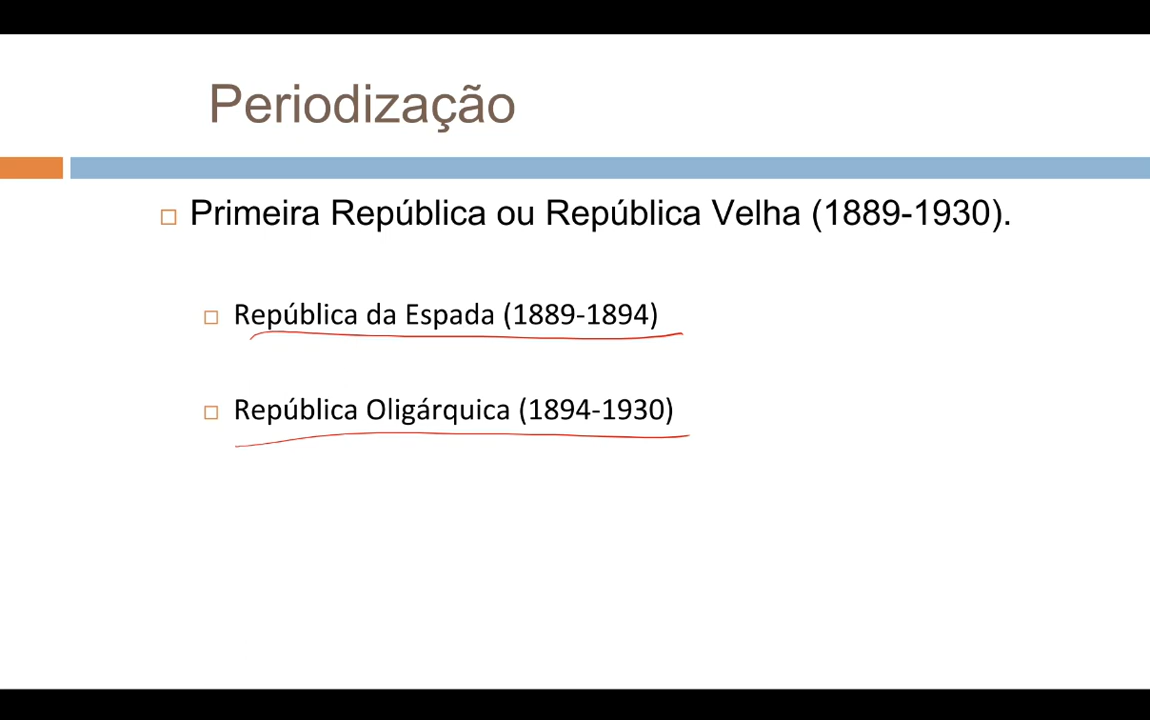 Periodização
Primeira República ou República Velha (1889-1930).
República da Espada (1889-1894)
República Oligárquica (1894-1930)